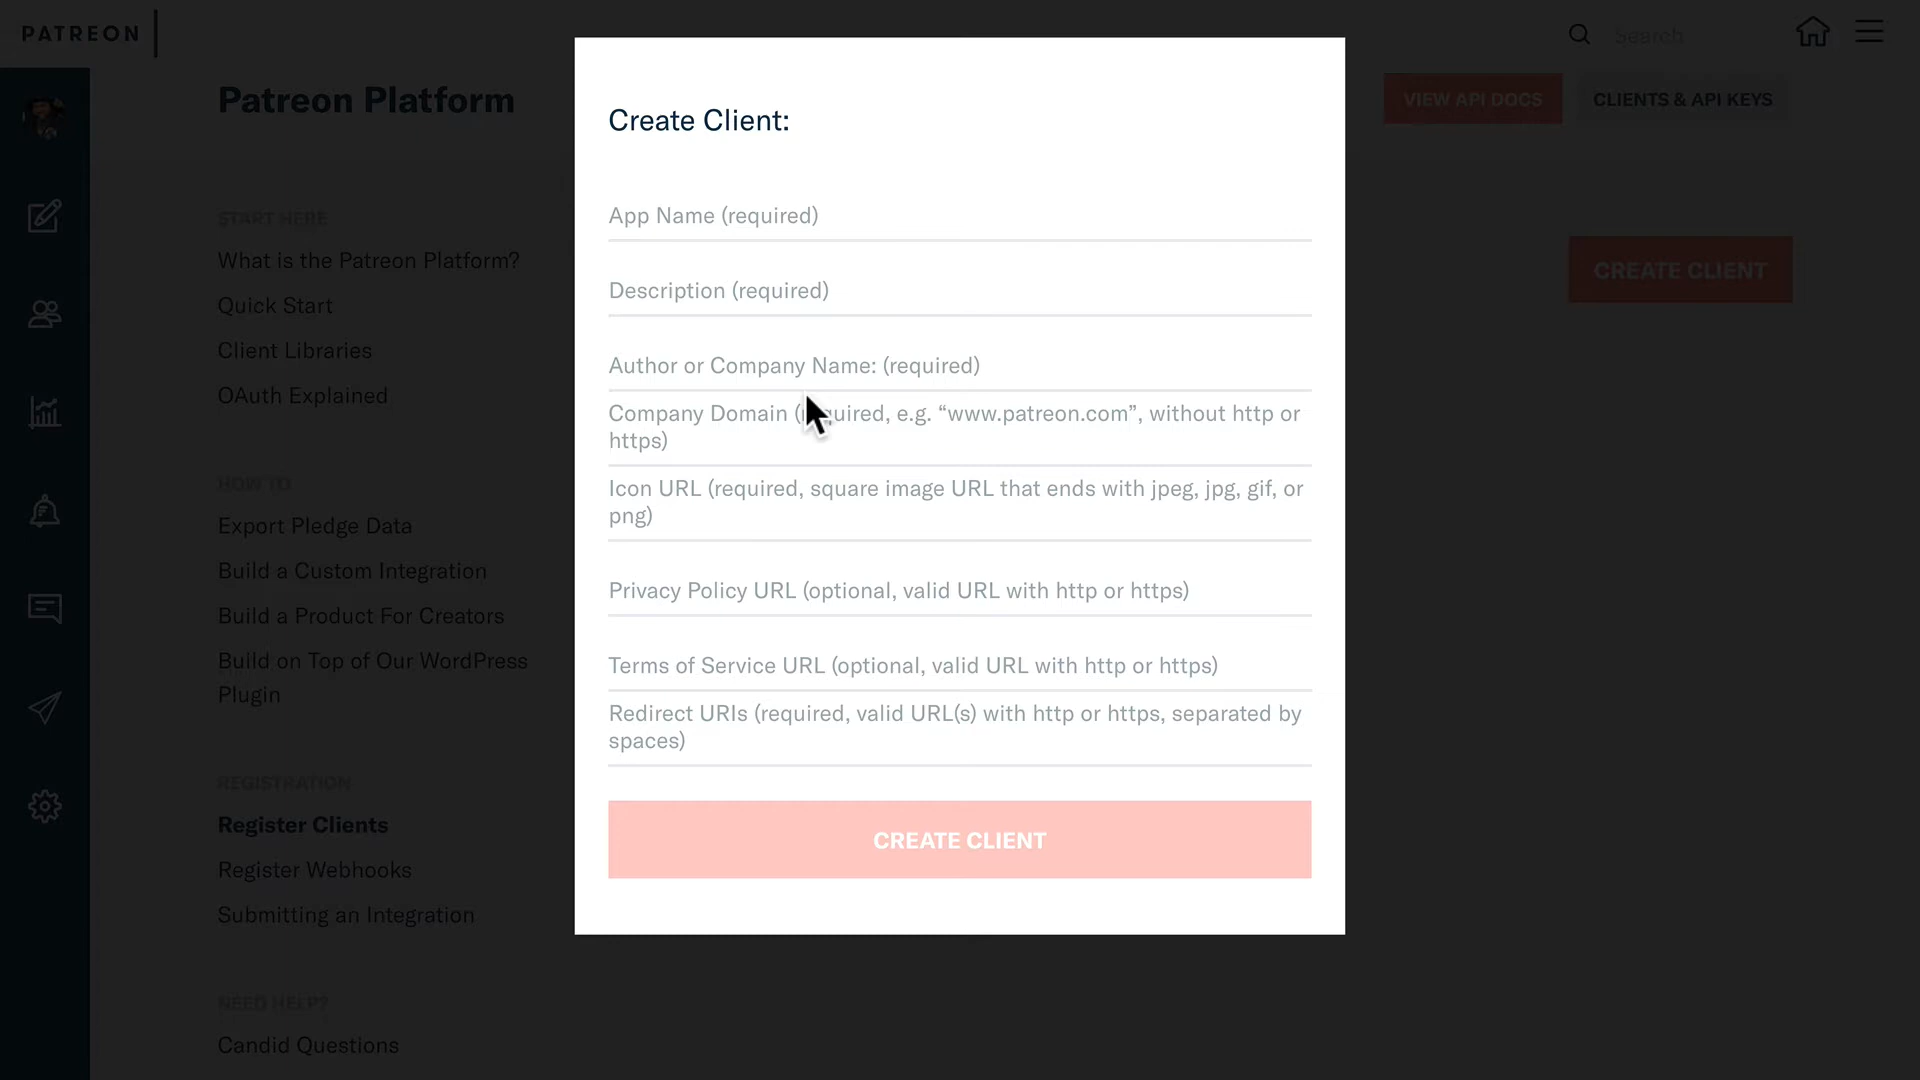 PATREON
Search
Patreon Platform
VIEW API DOCS
CLIENTS & API KEYS
START HERE
What is the Patreon Platform?
Quick Start
Client Libraries
OAuth Explained
HOW TO
Export Pledge Data
Build a Custom Integration
Build a Product For Creators
Build on Top of Our WordPress
Plugin
REGISTRATION
Register Clients
Register Webhooks
Submitting an Integration
NEED HELP?
Candid Questions
Create Client:
App Name (required)
Description (required)
Author or Company Name: (required)
Company Domain (required, e.g. “www.patreon.com”, without http or
https)
Icon URL (required, square image URL that ends with jpeg, jpg, gif, or
png)
Privacy Policy URL (optional, valid URL with http or https)
Terms of Service URL (optional, valid URL with http or https)
Redirect URIs (required, valid URL(s) with http or https, separated by
spaces)
CREATE CLIENT
CREATE CLIENT